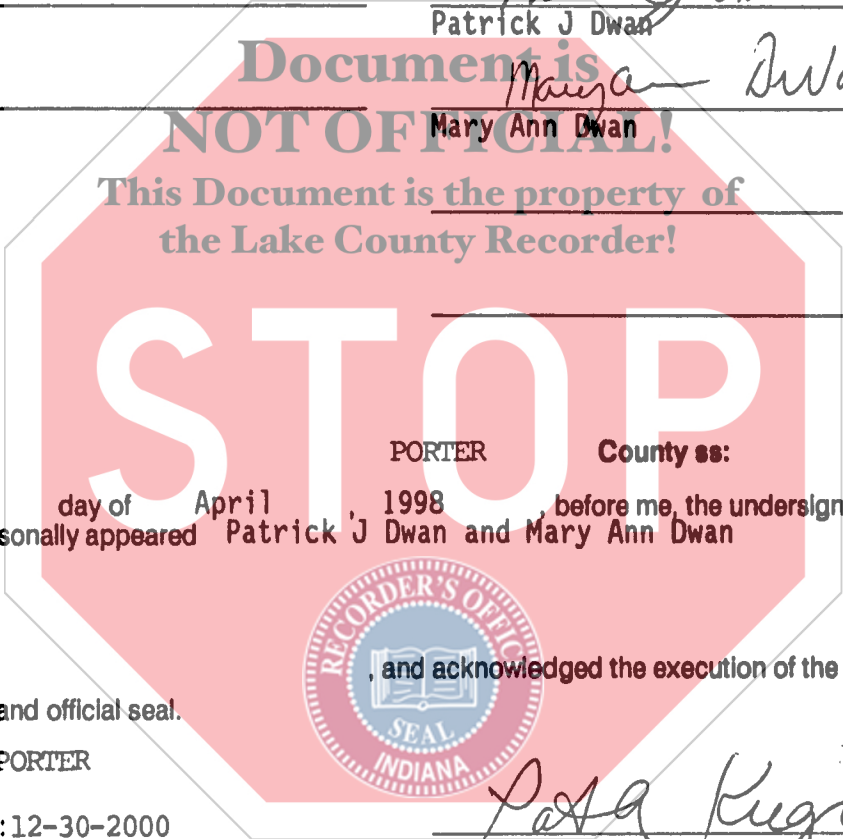 Patrick J Dwan
Document is
Mary Ann Dwan
NOT OFFICIAL!
This Document is the property of
the Lake County Recorder!
STOP
PORTER County ss:
day of April , 1998 , before me, the undersign
sonally appeared Patrick J Dwan and Mary Ann Dwan
RECORDER'S OFFIC
, and acknowledged the execution of the
and official seal.
SEAL
INDIANA
PORTER
:12-30-2000